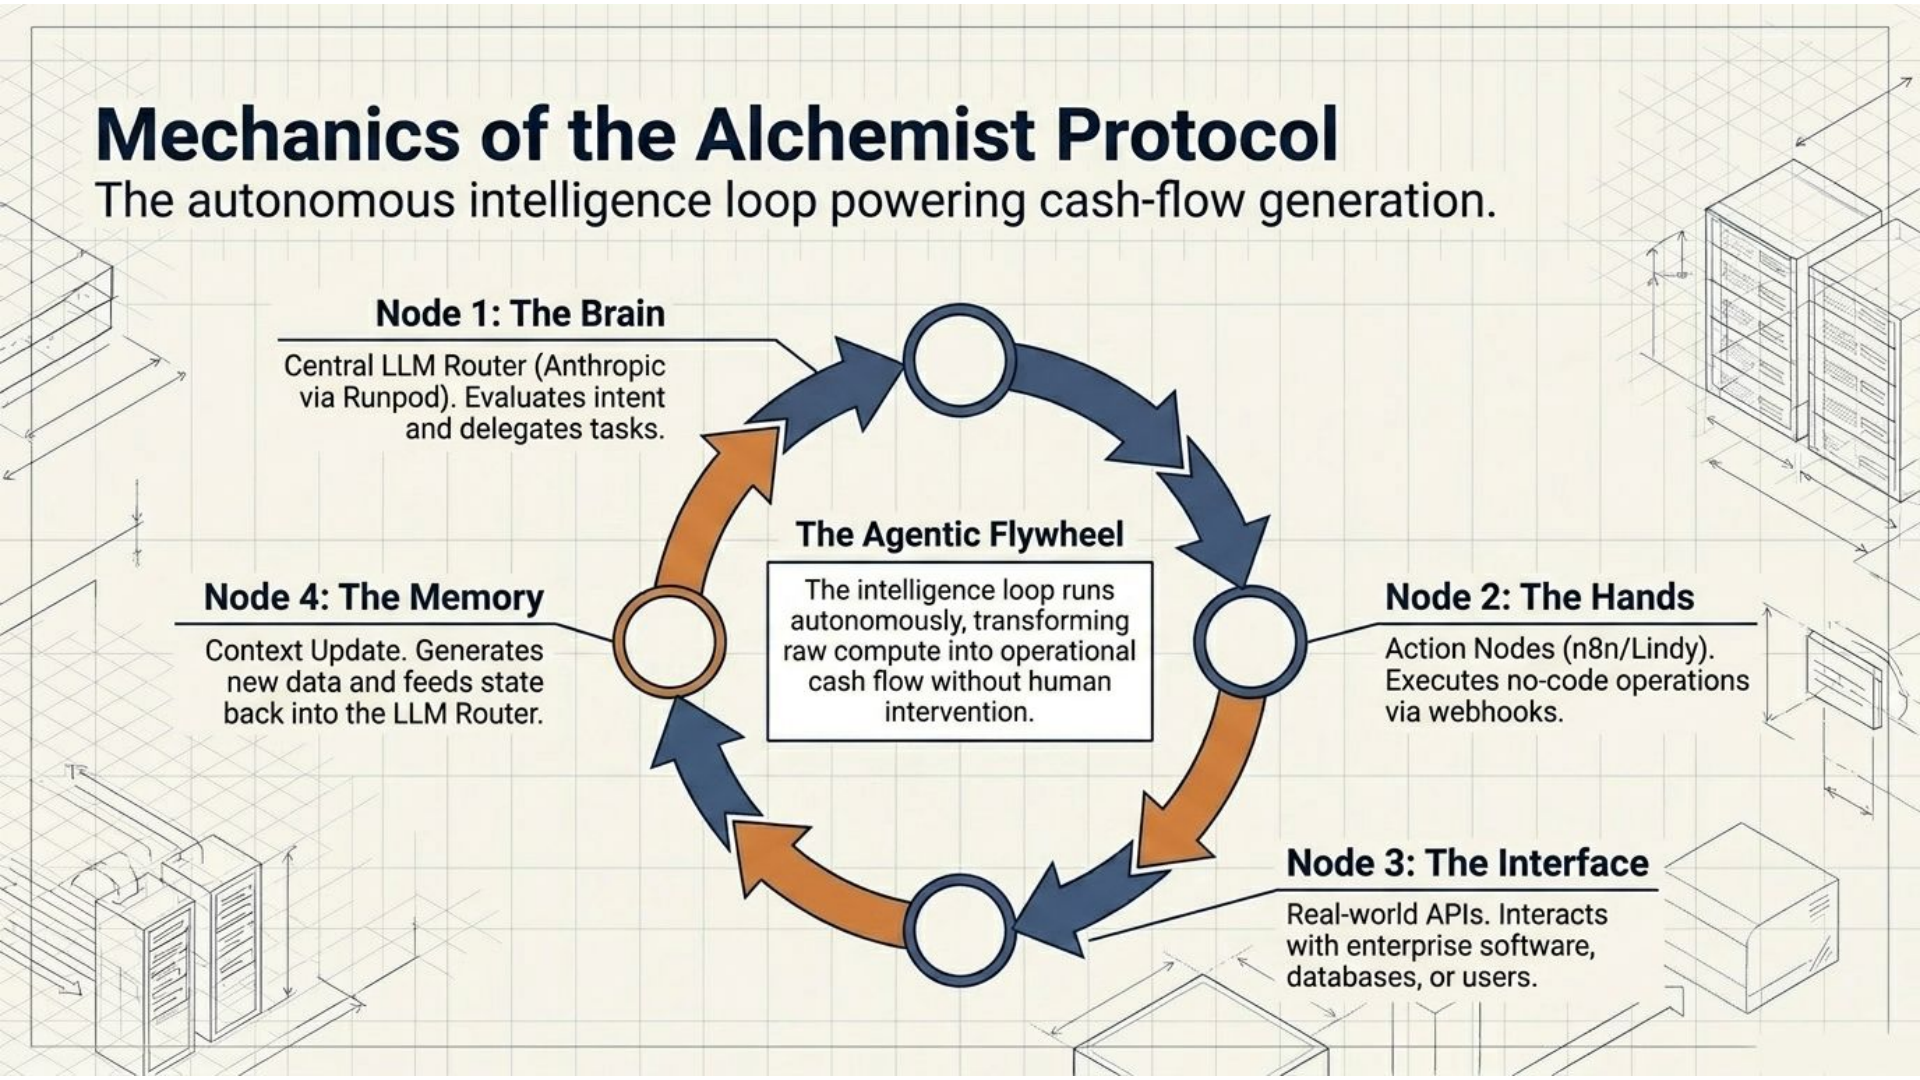 Mechanics of the Alchemist Protocol
The autonomous intelligence loop powering cash-flow generation.
Node 1: The Brain
Central LLM Router (Anthropic
via Runpod). Evaluates intent
and delegates tasks.
The Agentic Flywheel
The intelligence loop runs
autonomously, transforming
raw compute into operational
cash flow without human
intervention.
Node 2: The Hands
Action Nodes (n8n/Lindy).
Executes no-code operations
via webhooks.
Node 3: The Interface
Real-world APIs. Interacts
with enterprise software,
databases, or users.
Node 4: The Memory
Context Update. Generates
new data and feeds state
back into the LLM Router.